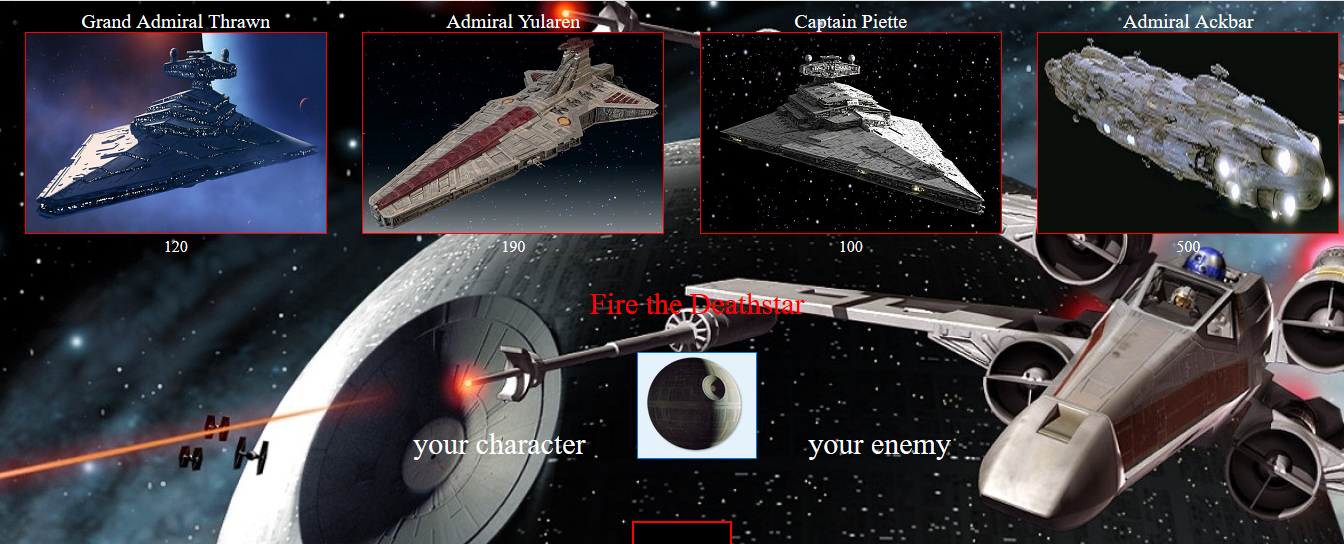 Grand Admiral Thrawn
Admiral Yularen
Captain Piette
Admiral Ackbar
120
190
100
500
Fire the Deathstar
your character
your enemy